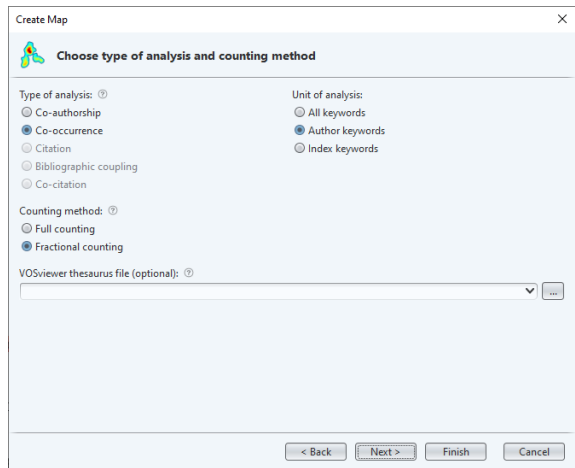 Create Map
Choose type of analysis and counting method
Type of analysis:
Unit of analysis:
Co-authorship
All keywords
Co-occurrence
Author keywords
Citation
Index keywords
Bibliographic coupling
Co-citation
Counting method:
Full counting
Fractional counting
VOSviewer thesaurus file (optional):
...
< Back
Next >
Finish
Cancel